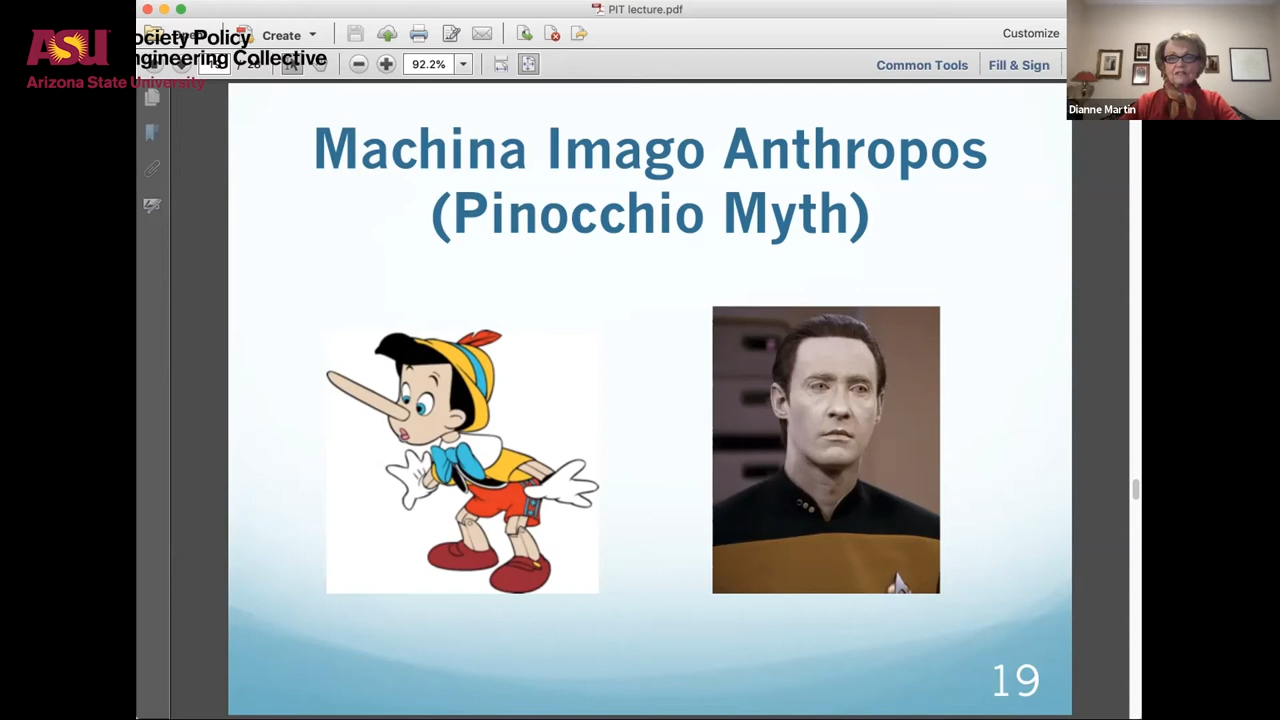 PIT lecture.pdf
ASU
Arizona State University
ociety Policy
ngineering Collective
Create
Customize
92.2%
Common Tools
Fill & Sign
Dianne Martin
Machina Imago Anthropos
(Pinocchio Myth)
19